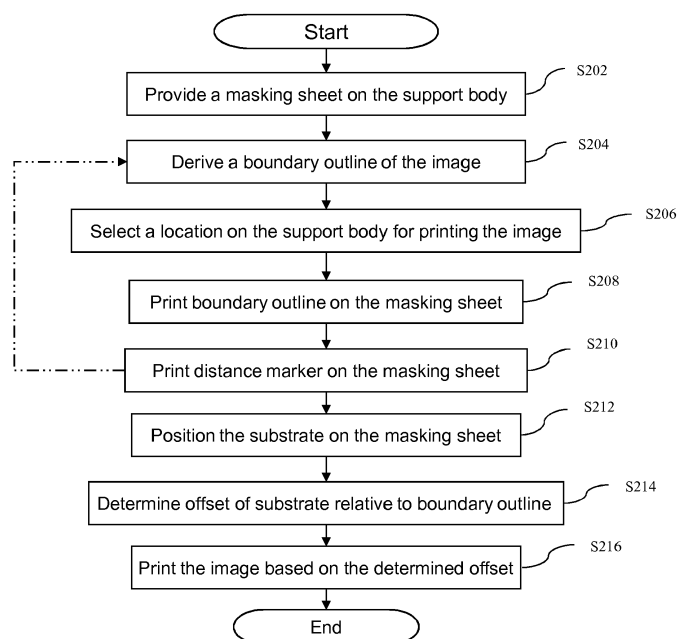 Start
Provide a masking sheet on the support body
S202
Derive a boundary outline of the image
S204
Select a location on the support body for printing the image
S206
Print boundary outline on the masking sheet
S208
Print distance marker on the masking sheet
S210
Position the substrate on the masking sheet
S212
Determine offset of substrate relative to boundary outline
S214
Print the image based on the determined offset
S216
End